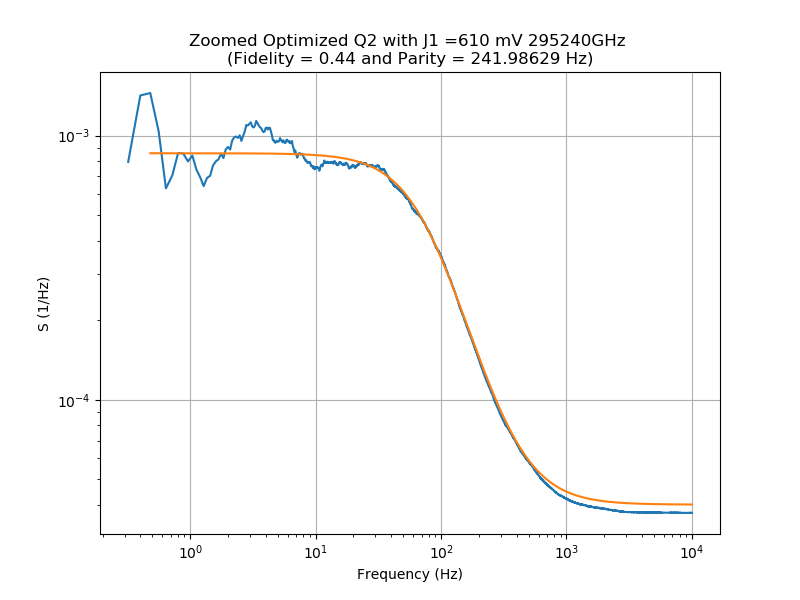 Zoomed Optimized Q2 with J1 =610 mV 295240GHz
(Fidelity = 0.44 and Parity = 241.98629 Hz)
10⁻³
S (1/Hz)
10⁻⁴
10⁰ 10¹ 10² 10³ 10⁴
Frequency (Hz)